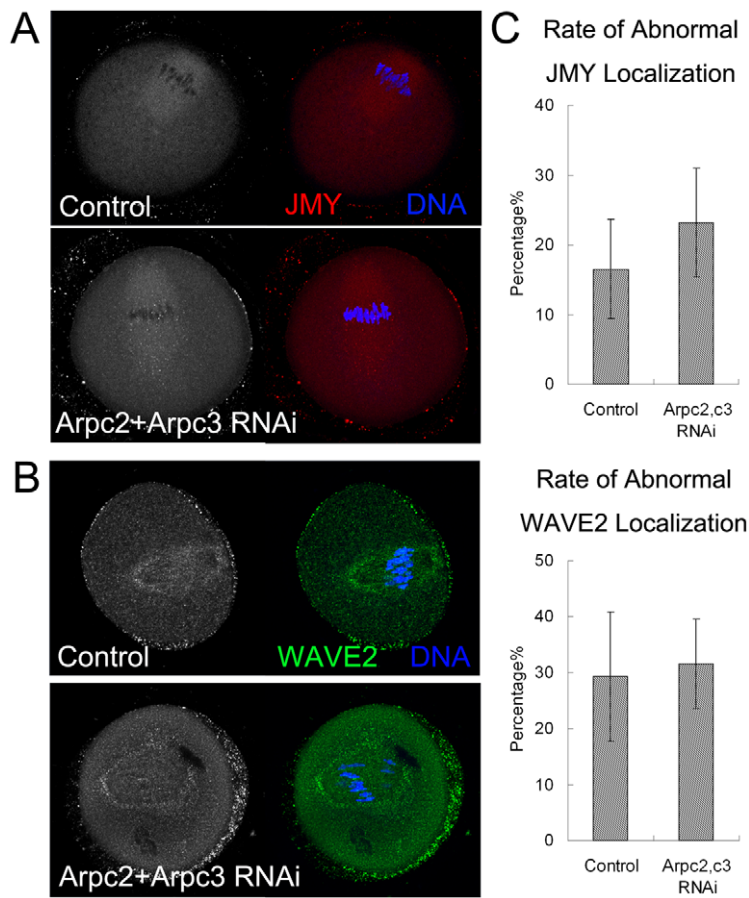 A
Control
JMY
DNA
Arpc2+Arpc3 RNAi
B
Control
WAVE2
DNA
Arpc2+Arpc3 RNAi
C
Rate of Abnormal
JMY Localization
40
30
20
10
0
Percentage%
Control
Arpc2,c3
RNAi
Rate of Abnormal
WAVE2 Localization
50
40
30
20
10
0
Percentage%
Control
Arpc2,c3
RNAi